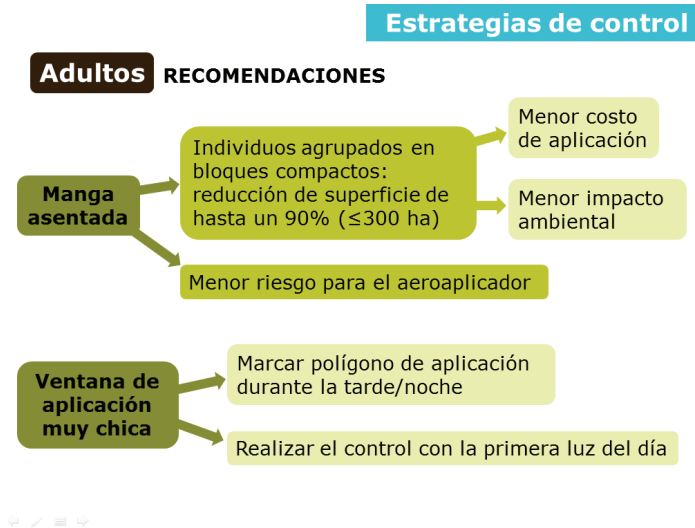 Estrategias de control
Adultos RECOMENDACIONES
Manga
asentada
Individuos agrupados en
bloques compactos:
reducción de superficie de
hasta un 90% (≤300 ha)
Menor costo
de aplicación
Menor impacto
ambiental
Menor riesgo para el aeroaplicador
Ventana de
aplicación
muy chica
Marcar polígono de aplicación
durante la tarde/noche
Realizar el control con la primera luz del día